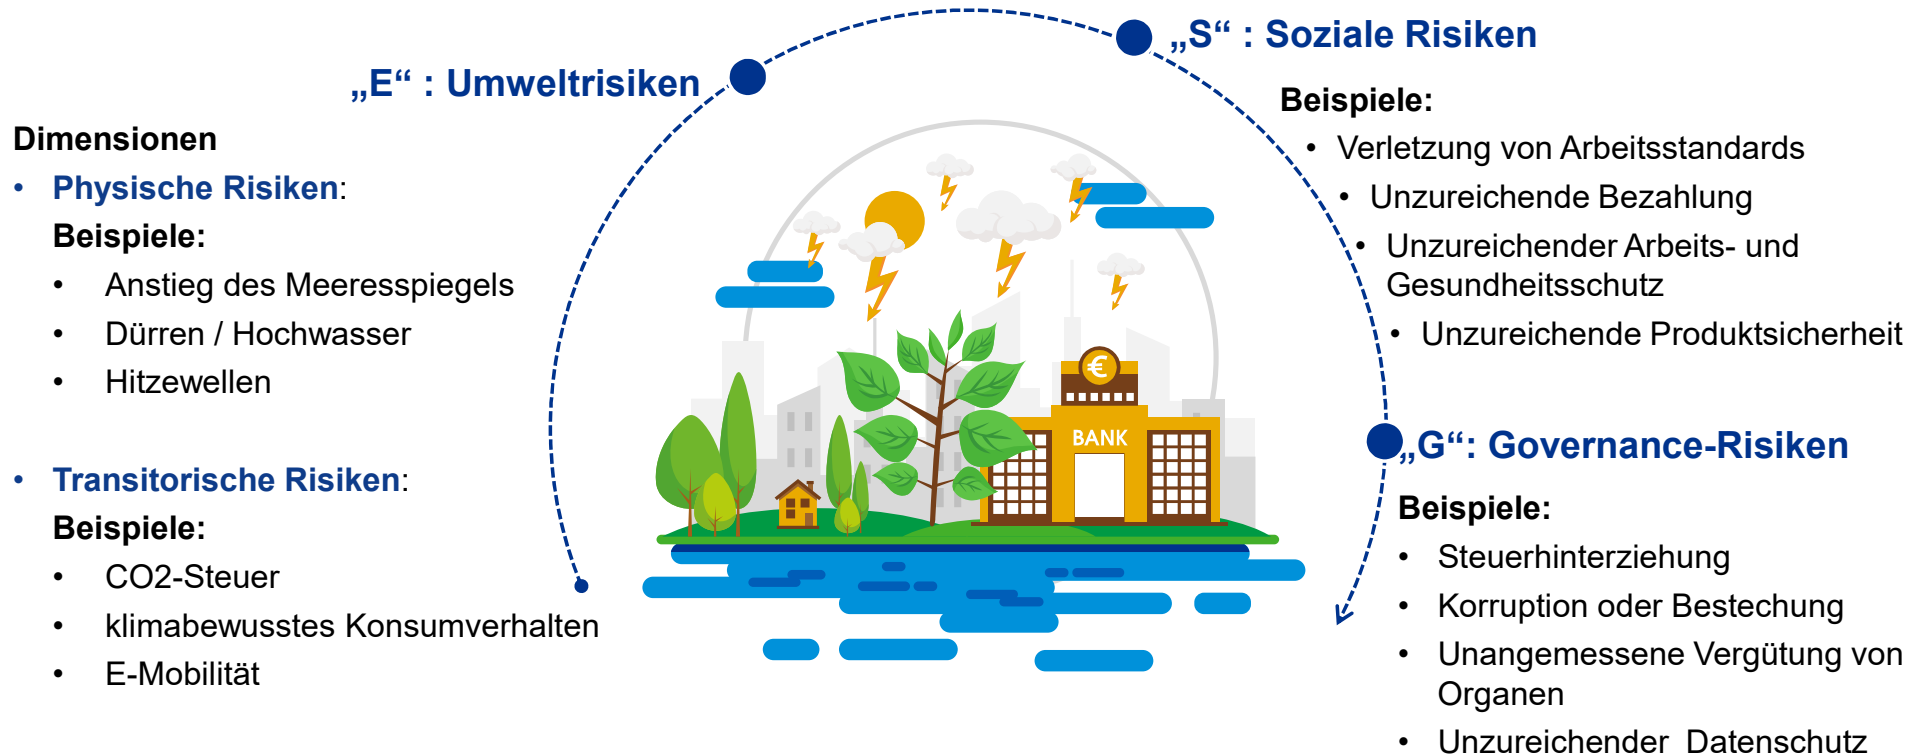 „E“ : Umweltrisiken
Dimensionen
• Physische Risiken:
Beispiele:
• Anstieg des Meeresspiegels
• Dürren / Hochwasser
• Hitzewellen
• Transitorische Risiken:
Beispiele:
• CO2-Steuer
• klimabewusstes Konsumverhalten
• E-Mobilität
„S“ : Soziale Risiken
Beispiele:
• Verletzung von Arbeitsstandards
• Unzureichende Bezahlung
• Unzureichender Arbeits- und
Gesundheitsschutz
• Unzureichende Produktsicherheit
€
BANK
„G“: Governance-Risiken
Beispiele:
• Steuerhinterziehung
• Korruption oder Bestechung
• Unangemessene Vergütung von
Organen
• Unzureichender Datenschutz